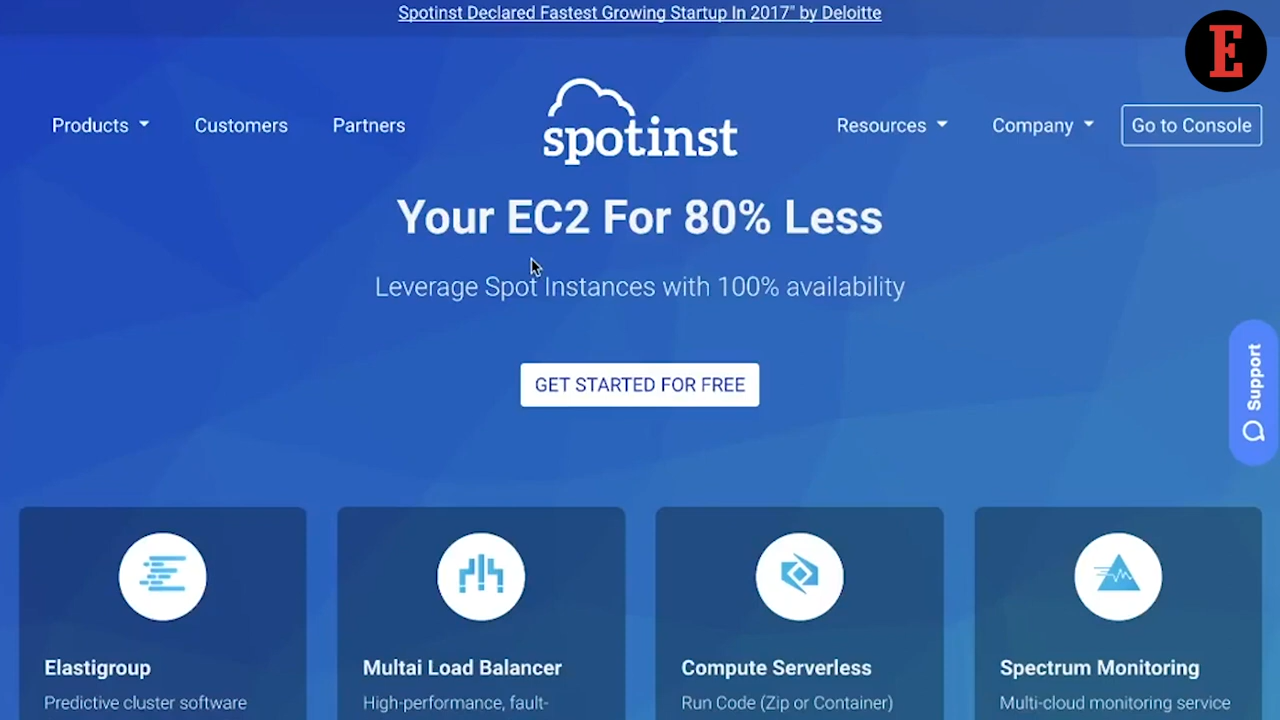 Spotinst Declared Fastest Growing Startup In 2017" by Deloitte
E
Products
Customers
Partners
spotinst
Resources
Company
Go to Console
Your EC2 For 80% Less
Leverage Spot Instances with 100% availability
GET STARTED FOR FREE
Support
Elastigroup
Predictive cluster software
Multai Load Balancer
High-performance, fault-
Compute Serverless
Run Code (Zip or Container)
Spectrum Monitoring
Multi-cloud monitoring service